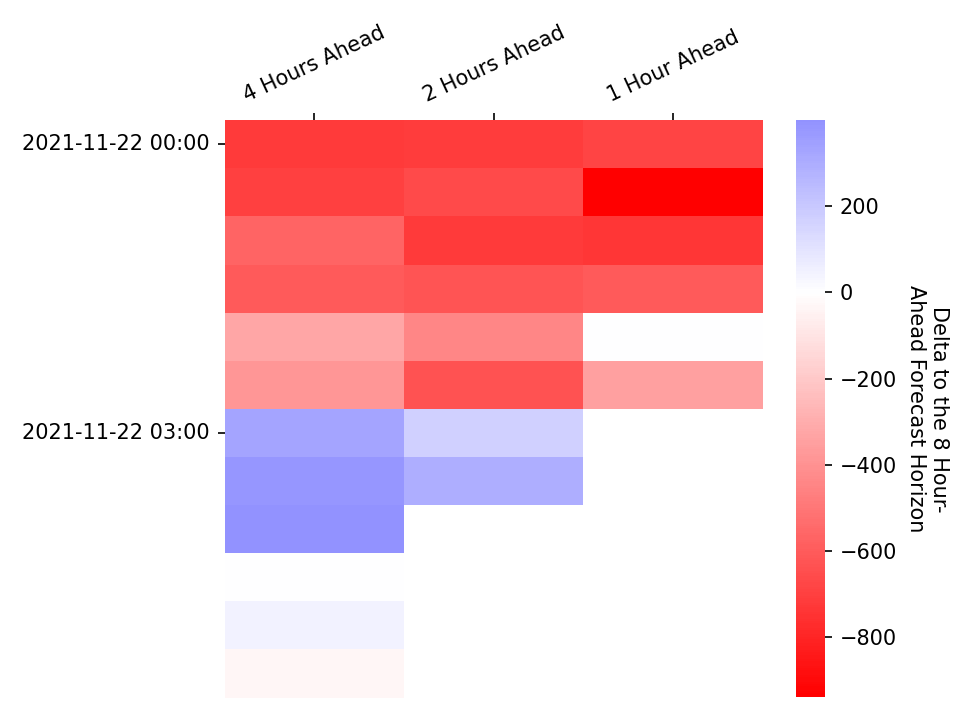 4 Hours Ahead
2 Hours Ahead
1 Hour Ahead
2021-11-22 00:00
2021-11-22 03:00
200
0
−200
−400
−600
−800
Delta to the 8 Hour-
Ahead Forecast Horizon